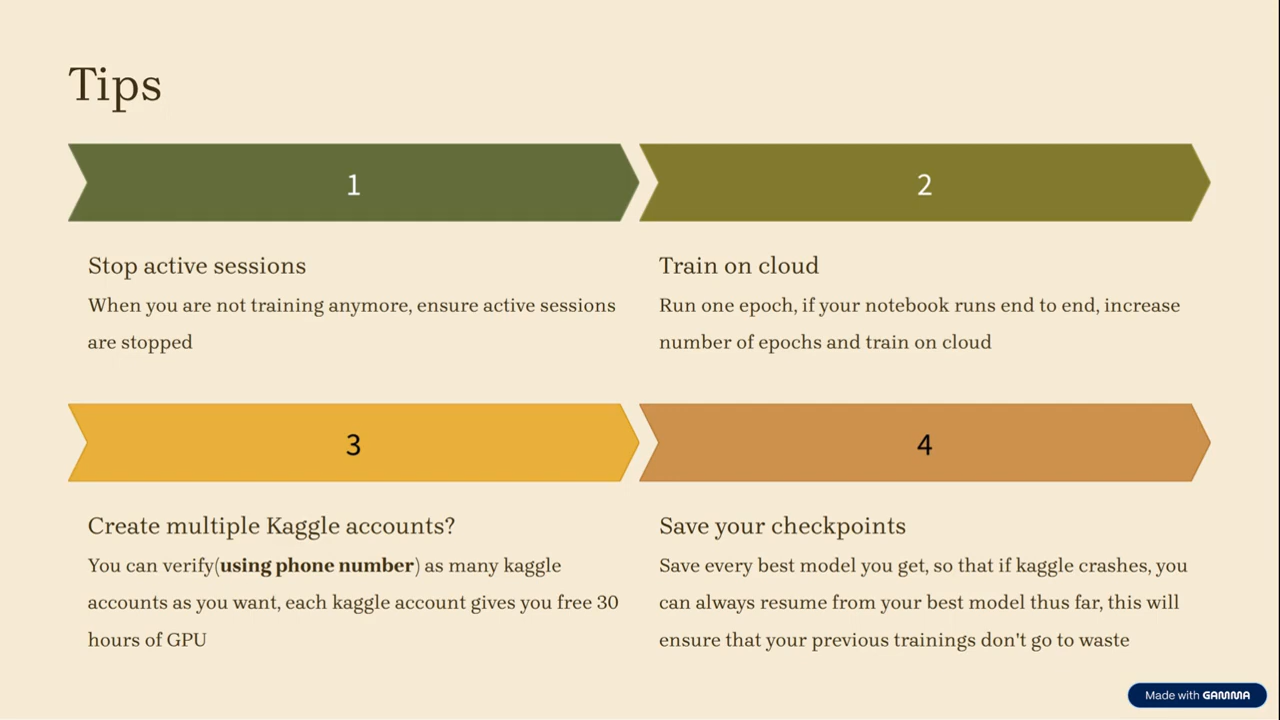 Tips
1
2
Stop active sessions
When you are not training anymore, ensure active sessions
are stopped
Train on cloud
Run one epoch, if your notebook runs end to end, increase
number of epochs and train on cloud
3
4
Create multiple Kaggle accounts?
You can verify(using phone number) as many kaggle
accounts as you want, each kaggle account gives you free 30
hours of GPU
Save your checkpoints
Save every best model you get, so that if kaggle crashes, you
can always resume from your best model thus far, this will
ensure that your previous trainings don't go to waste
Made with GAMMA